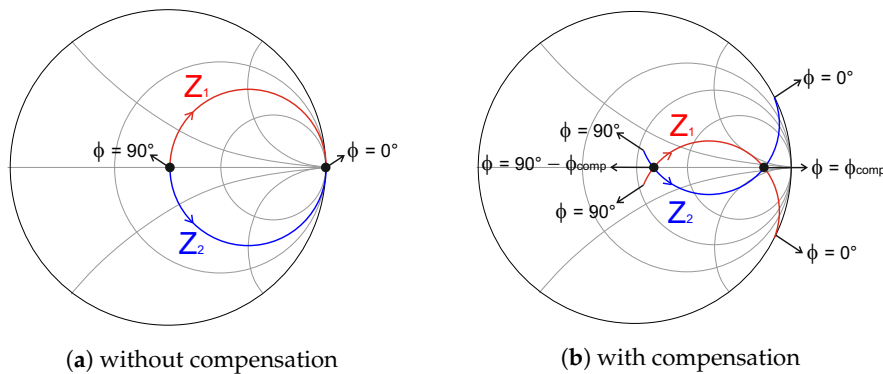 Z1
ϕ = 90°
ϕ = 0°
Z2
(a) without compensation
ϕ = 0°
ϕ = 90°
Z1
ϕ = 90° − ϕcomp
ϕ = ϕcomp
ϕ = 90°
Z2
ϕ = 0°
(b) with compensation